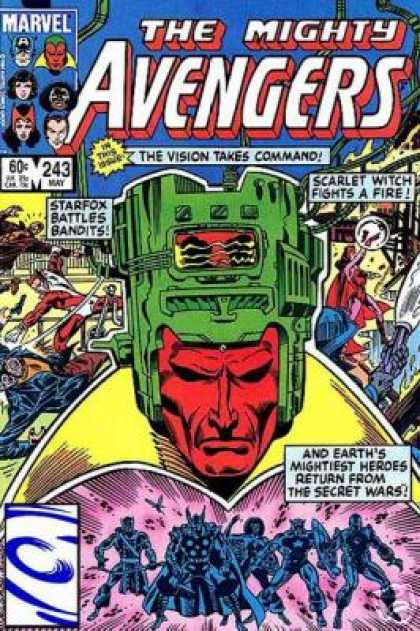 MARVEL
THE MIGHTY
AVENGERS
60¢
243
MAY
IN
THIS
ISSUE:
THE VISION TAKES COMMAND!
STARFOX
BATTLES
BANDITS!
SCARLET WITCH
FIGHTS A FIRE!
AND EARTH'S
MIGHTIEST HEROES
RETURN FROM
THE SECRET WARS!